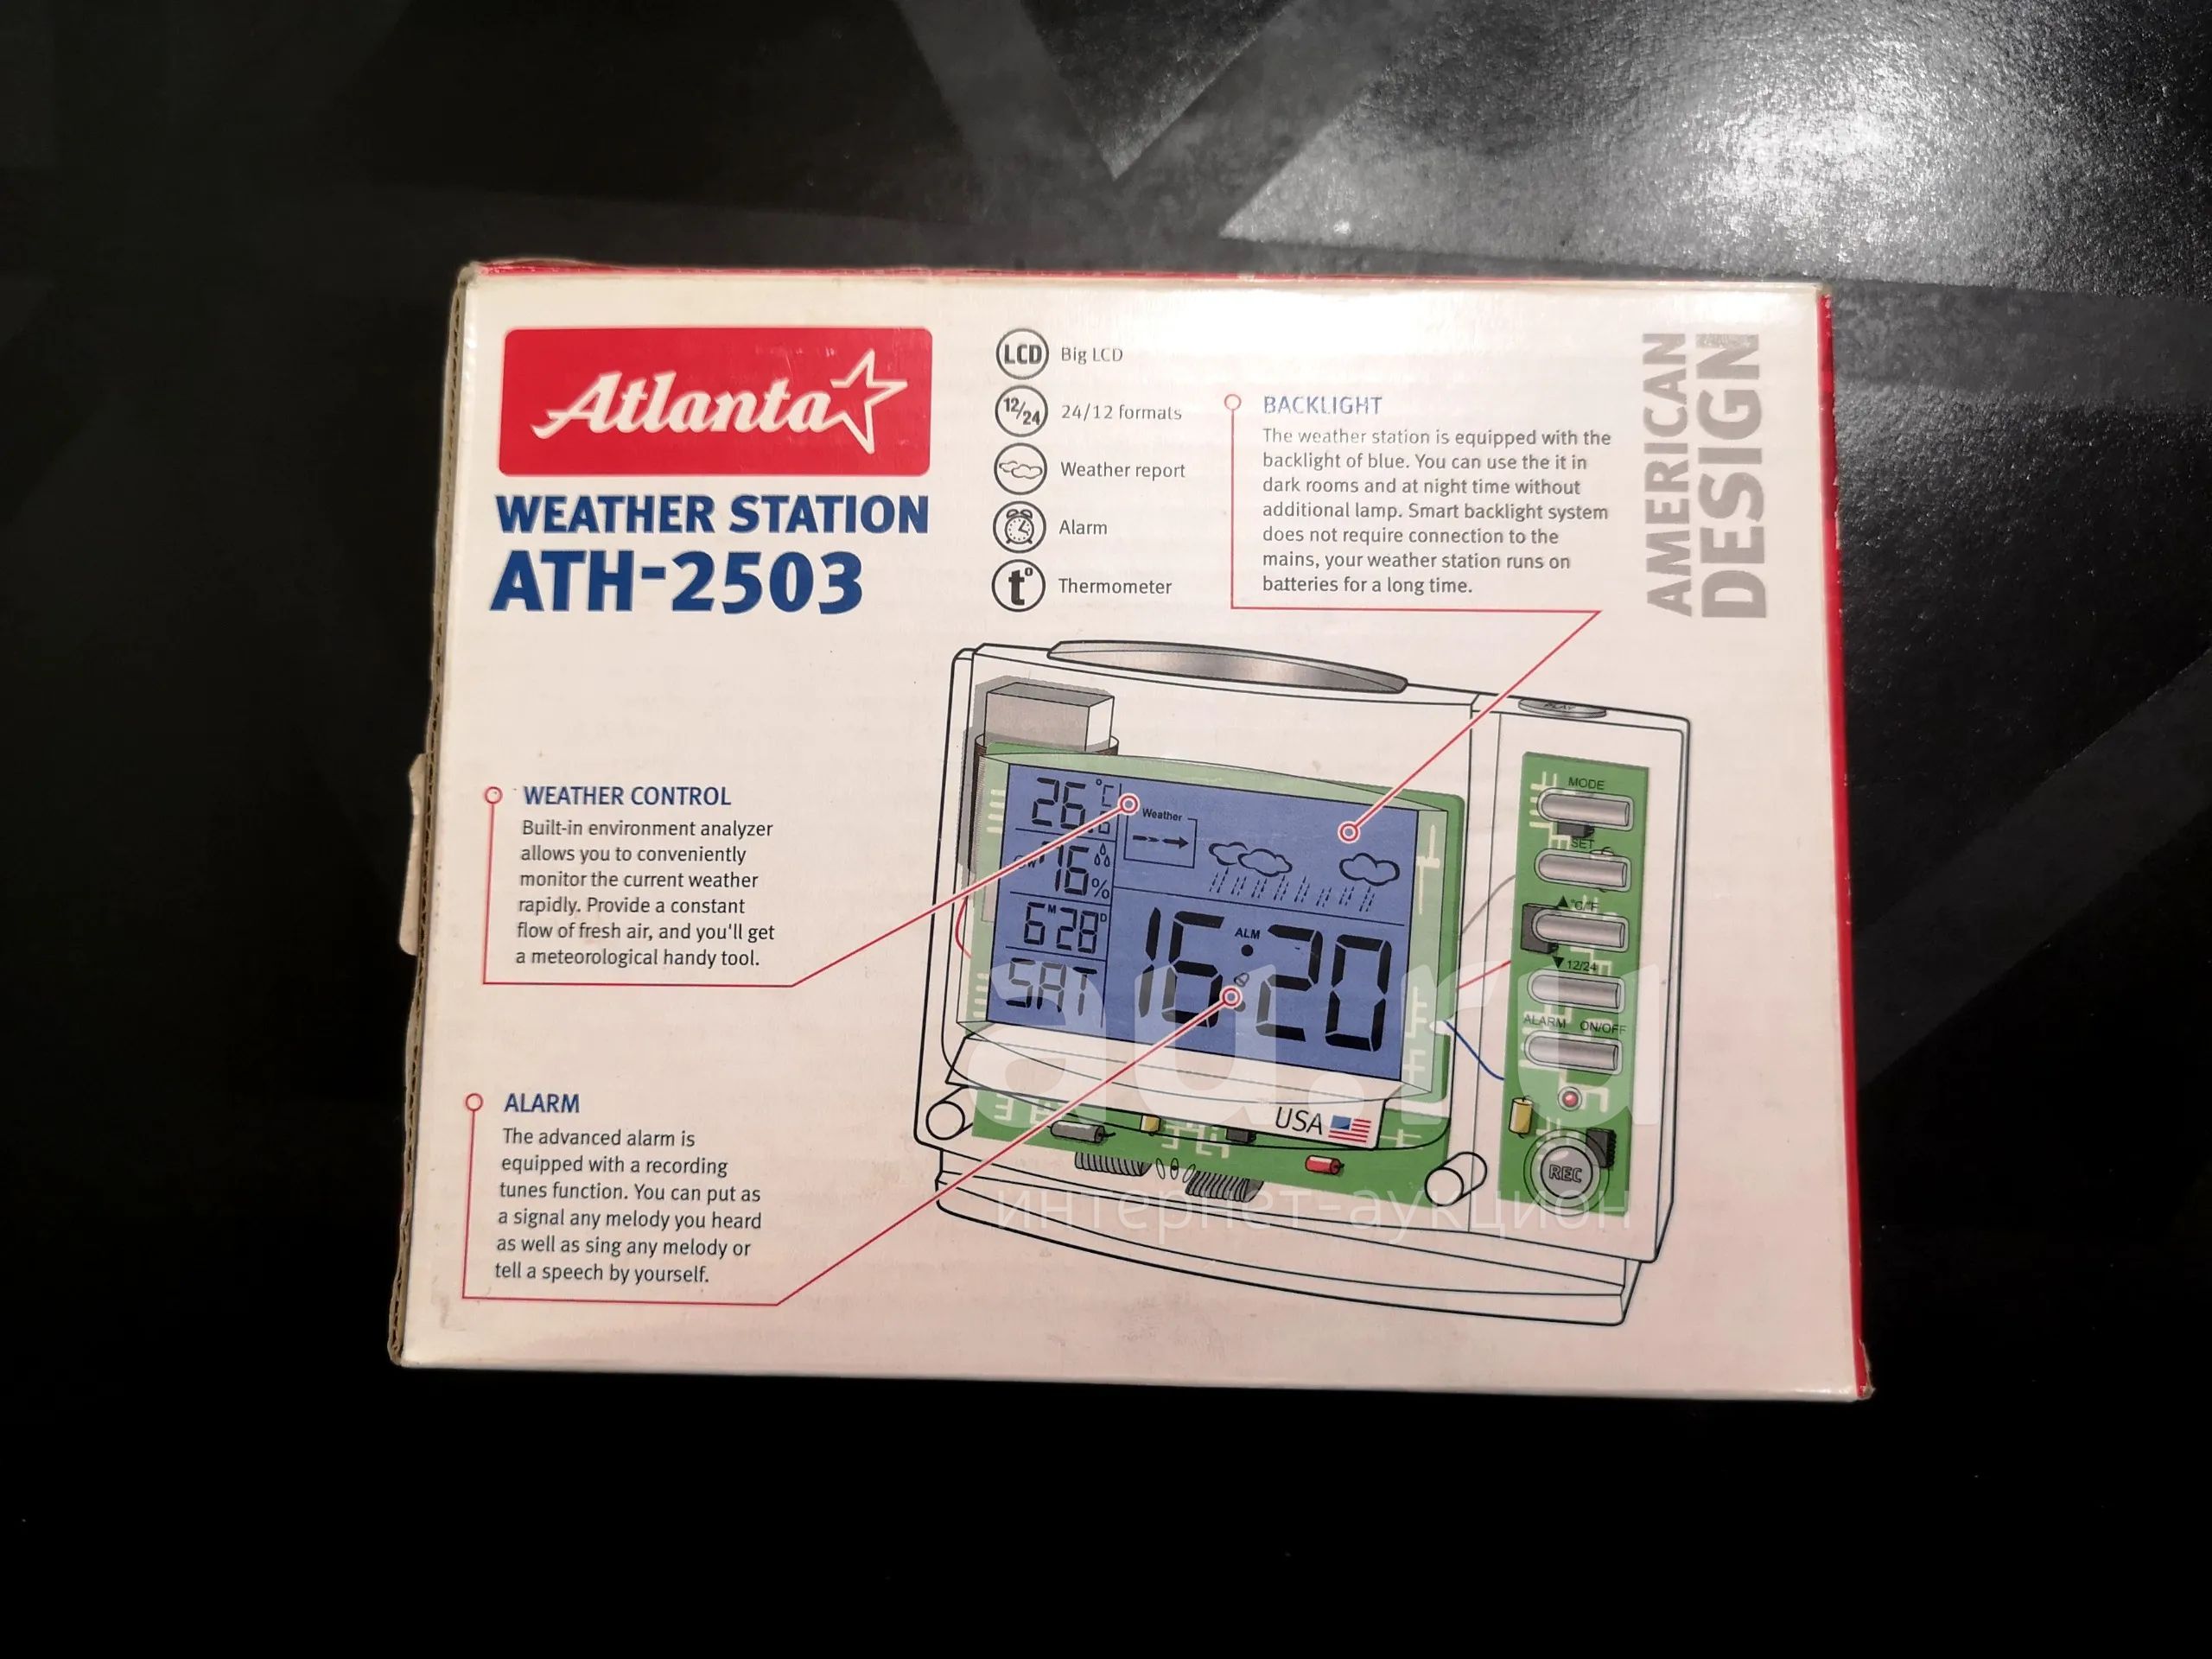 Atlanta
WEATHER STATION
ATH-2503
LCD Big LCD
12/24 24/12 formats
Weather report
Alarm
t° Thermometer
BACKLIGHT
The weather station is equipped with the
backlight of blue. You can use the it in
dark rooms and at night time without
additional lamp. Smart backlight system
does not require connection to the
mains, your weather station runs on
batteries for a long time.
AMERICAN
DESIGN
WEATHER CONTROL
Built-in environment analyzer
allows you to conveniently
monitor the current weather
rapidly. Provide a constant
flow of fresh air, and you'll get
a meteorological handy tool.
ALARM
The advanced alarm is
equipped with a recording
tunes function. You can put as
a signal any melody you heard
as well as sing any melody or
tell a speech by yourself.
PLAY
26. °C
Weather
16 %
6 M 28 D
SAT
ALM
16:20
USA
MODE
SET
▲ °C/°F
▼ 12/24
ALARM ON/OFF
REC
au.ru
интернет-аукцион